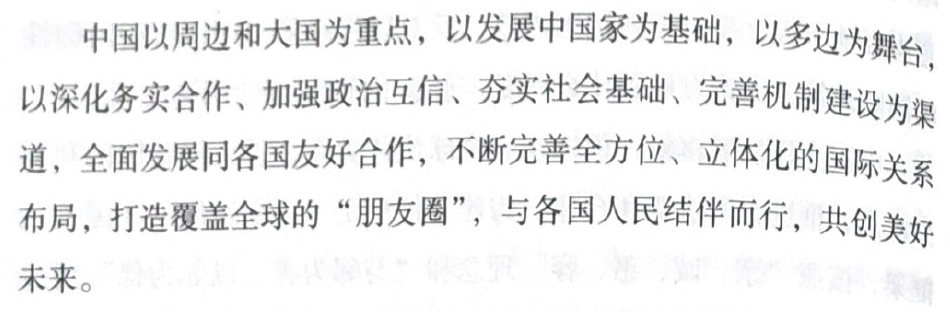 中国以周边和大国为重点，以发展中国家为基础，以多边为舞台，
以深化务实合作、加强政治互信、夯实社会基础、完善机制建设为渠
道，全面发展同各国友好合作，不断完善全方位、立体化的国际关系
布局，打造覆盖全球的“朋友圈”，与各国人民结伴而行，共创美好
未来。